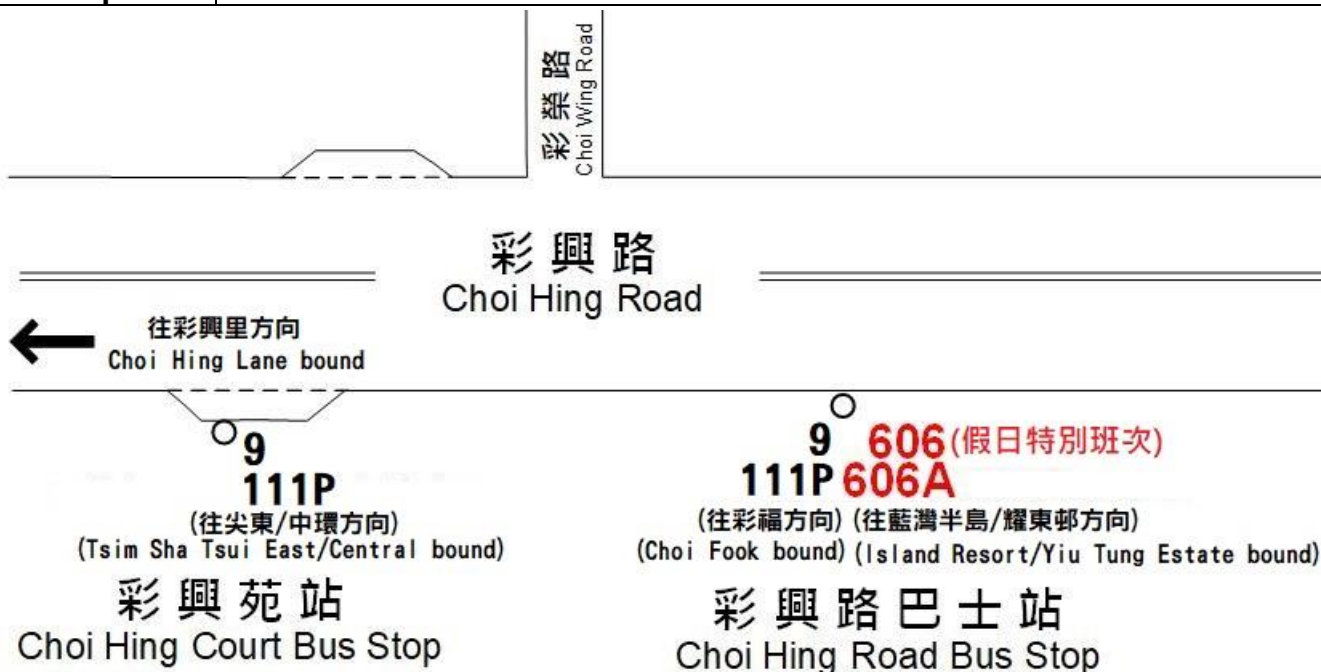 彩榮路
Choi Wing Road
彩興路
Choi Hing Road
往彩興里方向
Choi Hing Lane bound
9
111P
(往尖東/中環方向)
(Tsim Sha Tsui East/Central bound)
彩興苑站
Choi Hing Court Bus Stop
9 606(假日特別班次)
111P 606A
(往彩福方向) (往藍灣半島/耀東邨方向)
(Choi Fook bound) (Island Resort/Yiu Tung Estate bound)
彩興路巴士站
Choi Hing Road Bus Stop